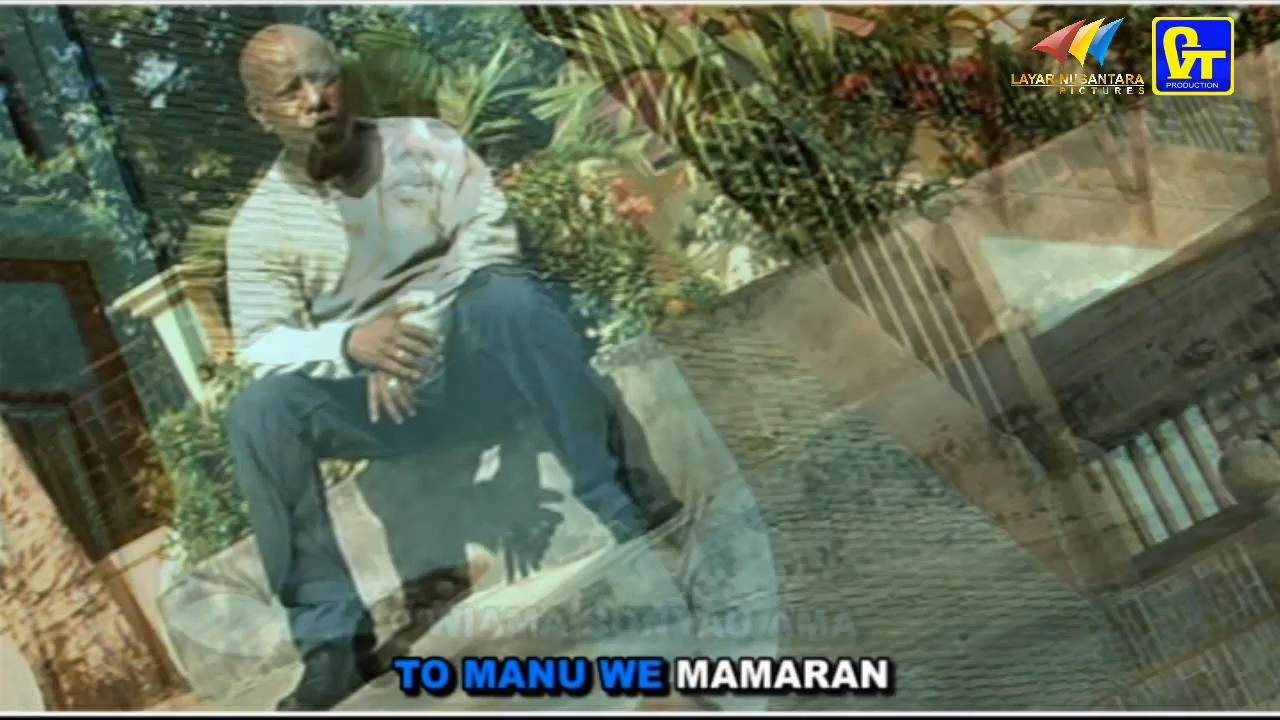 LAYAR NUSANTARA
PICTURES
GT
PRODUCTION
TO MANU WE MAMARAN